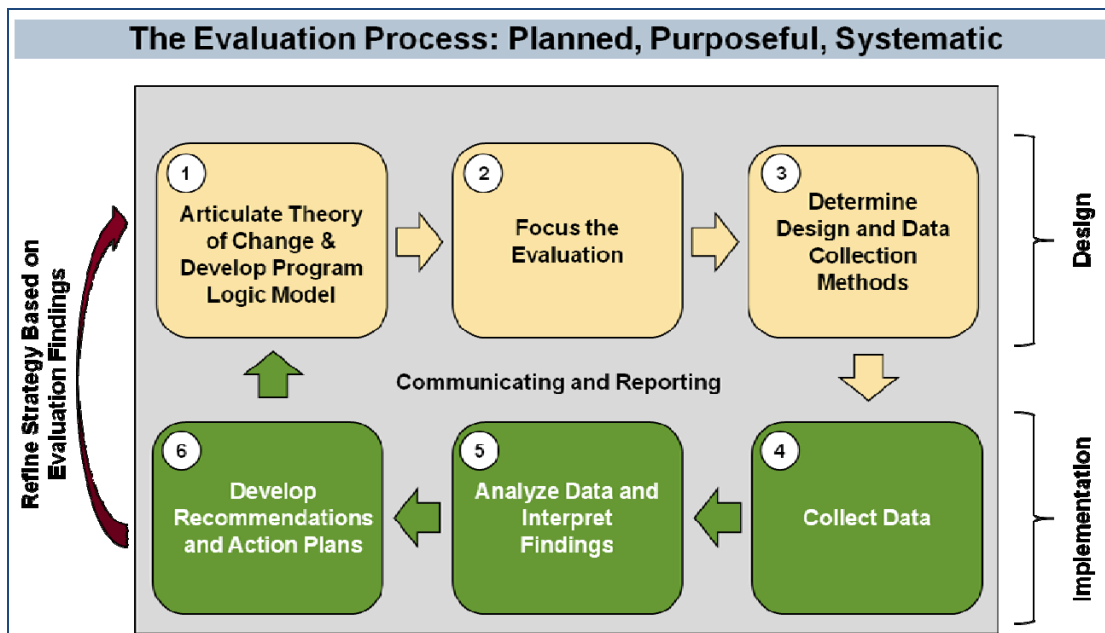 The Evaluation Process: Planned, Purposeful, Systematic
1
Articulate Theory
of Change &
Develop Program
Logic Model
2
Focus the
Evaluation
3
Determine
Design and Data
Collection
Methods
Design
Refine Strategy Based on
Evaluation Findings
Communicating and Reporting
6
Develop
Recommendations
and Action Plans
5
Analyze Data and
Interpret
Findings
4
Collect Data
Implementation